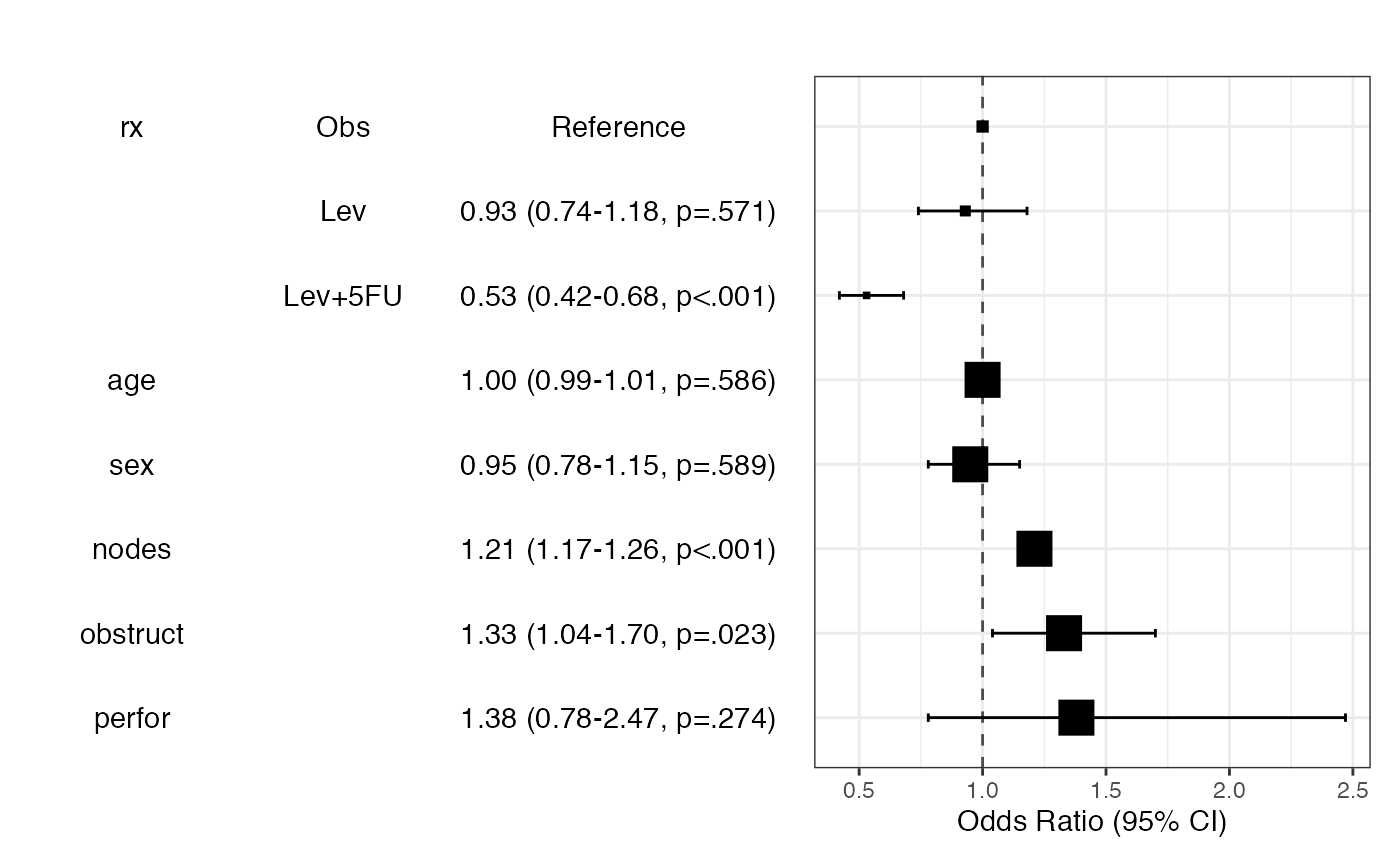 rx Obs Reference
Lev 0.93 (0.74-1.18, p=.571)
Lev+5FU 0.53 (0.42-0.68, p<.001)
age 1.00 (0.99-1.01, p=.586)
sex 0.95 (0.78-1.15, p=.589)
nodes 1.21 (1.17-1.26, p<.001)
obstruct 1.33 (1.04-1.70, p=.023)
perfor 1.38 (0.78-2.47, p=.274)
0.5 1.0 1.5 2.0 2.5
Odds Ratio (95% CI)